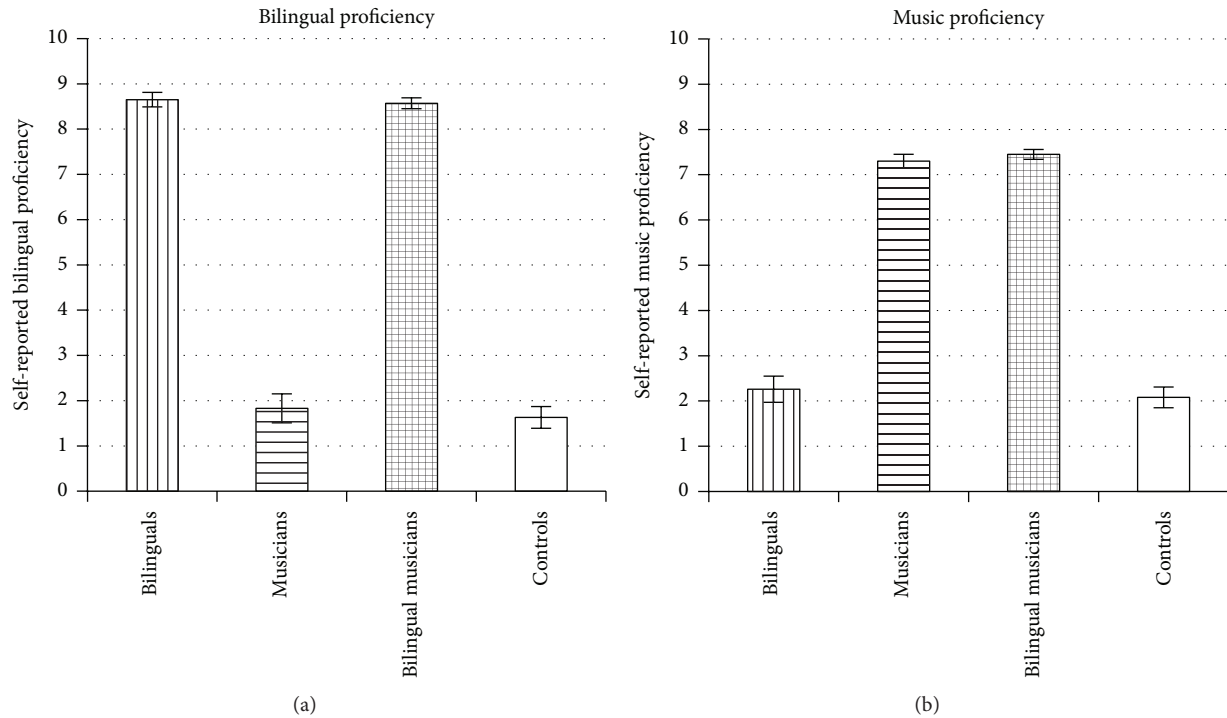 Bilingual proficiency
Self-reported bilingual proficiency
10
9
8
7
6
5
4
3
2
1
0
Bilinguals
Musicians
Bilingual musicians
Controls
(a)
Music proficiency
Self-reported music proficiency
10
9
8
7
6
5
4
3
2
1
0
Bilinguals
Musicians
Bilingual musicians
Controls
(b)